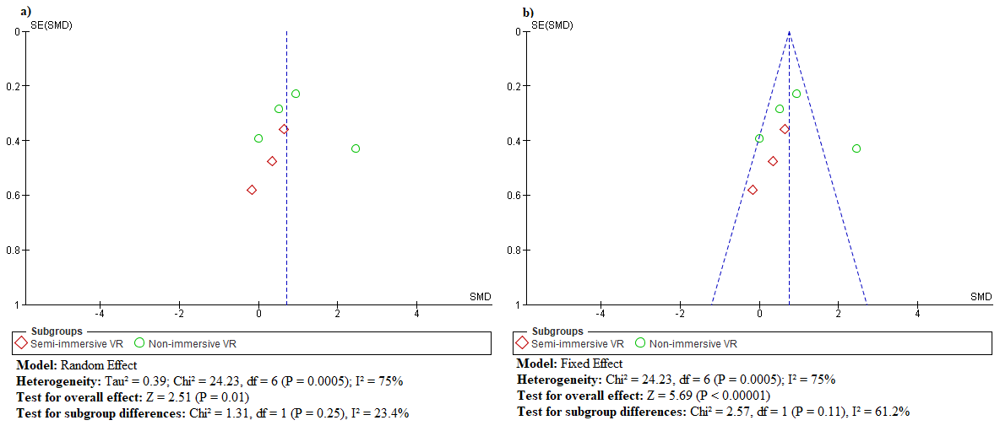 a)
SE(SMD)
0
0.2
0.4
0.6
0.8
1
-4
-2
0
2
4
SMD
Subgroups
Semi-immersive VR
Non-immersive VR
Model: Random Effect
Heterogeneity: Tau² = 0.39; Chi² = 24.23, df = 6 (P = 0.0005); I² = 75%
Test for overall effect: Z = 2.51 (P = 0.01)
Test for subgroup differences: Chi² = 1.31, df = 1 (P = 0.25), I² = 23.4%
b)
SE(SMD)
0
0.2
0.4
0.6
0.8
1
-4
-2
0
2
4
SMD
Subgroups
Semi-immersive VR
Non-immersive VR
Model: Fixed Effect
Heterogeneity: Chi² = 24.23, df = 6 (P = 0.0005); I² = 75%
Test for overall effect: Z = 5.69 (P < 0.00001)
Test for subgroup differences: Chi² = 2.57, df = 1 (P = 0.11), I² = 61.2%